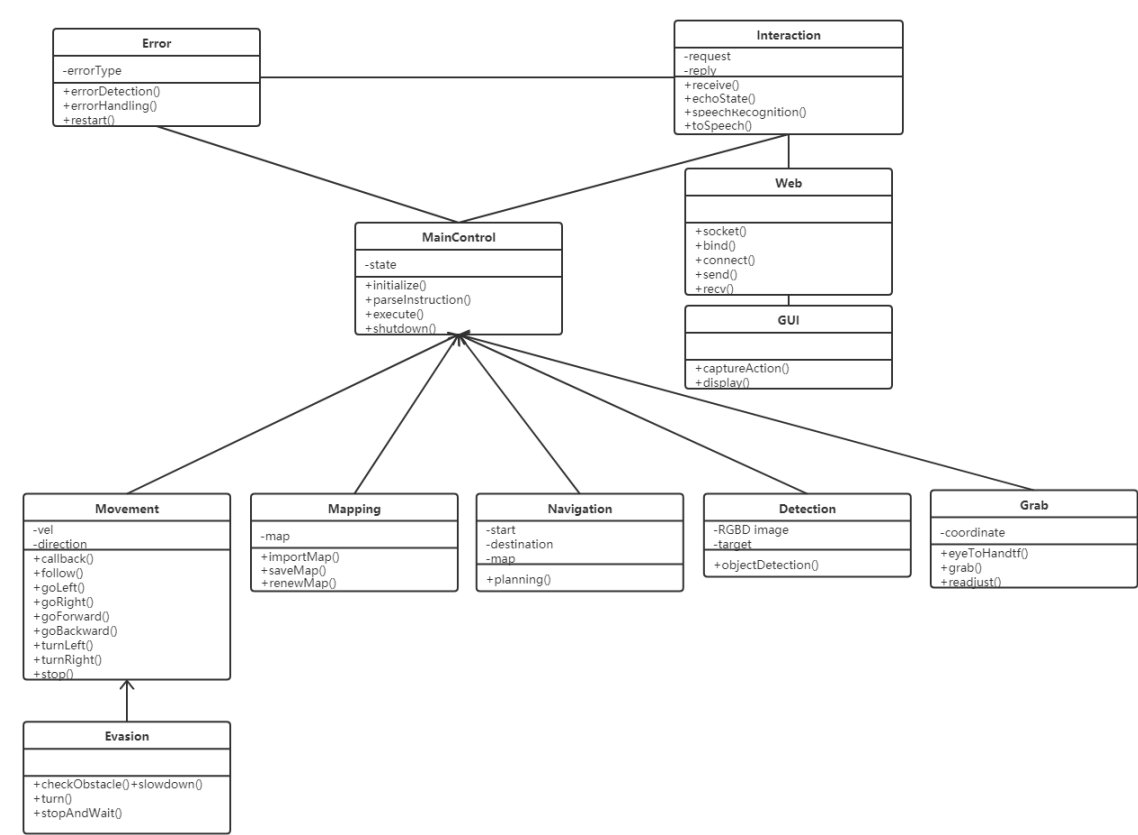 Error
-errorType
+errorDetection()
+errorHandling()
+restart()
Interaction
-request
-reply
+receive()
+echoState()
+speechRecognition()
+toSpeech()
Web
+socket()
+bind()
+connect()
+send()
+recv()
GUI
+captureAction()
+display()
MainControl
-state
+initialize()
+parseInstruction()
+execute()
+shutdown()
Movement
-vel
-direction
+callback()
+follow()
+goLeft()
+goRight()
+goForward()
+goBackward()
+turnLeft()
+turnRight()
+stop()
Mapping
-map
+importMap()
+saveMap()
+renewMap()
Navigation
-start
-destination
-map
+planning()
Detection
-RGBD image
-target
+objectDetection()
Grab
-coordinate
+eyeToHandtf()
+grab()
+readjust()
Evasion
+checkObstacle()+slowdown()
+turn()
+stopAndWait()